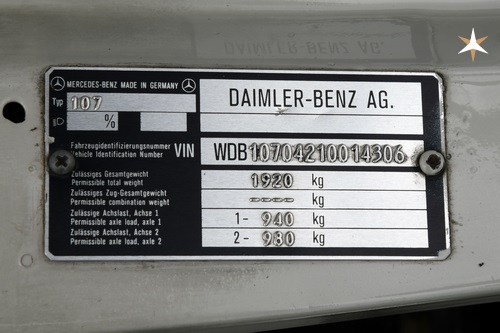 MERCEDES-BENZ MADE IN GERMANY
DAIMLER-BENZ AG.
Typ 107
%
Fahrzeugidentifizierungsnummer
Vehicle Identification Number VIN WDB10704210014306
Zulässiges Gesamtgewicht
Permissible total weight 1920 kg
Zulässiges Zug-Gesamtgewicht
Permissible combination weight ---- kg
Zulässige Achslast, Achse 1
Permissible axle load, axle 1 1- 940 kg
Zulässige Achslast, Achse 2
Permissible axle load, axle 2 2- 980 kg